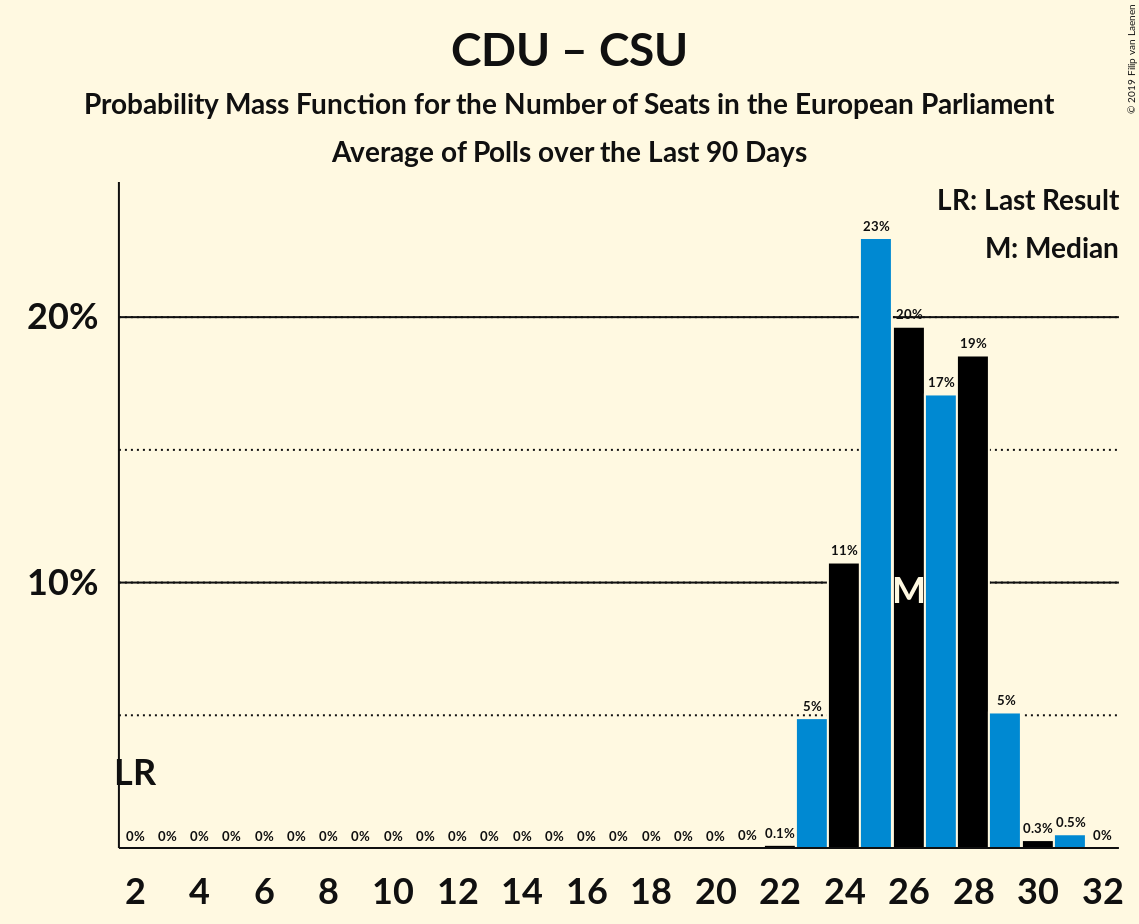 CDU – CSU
Probability Mass Function for the Number of Seats in the European Parliament
Average of Polls over the Last 90 Days
© 2019 Filip van Laenen
LR: Last Result
M: Median
23%
20%
20%
19%
17%
11%
10%
M
5%
5%
LR
0% 0% 0% 0% 0% 0% 0% 0% 0% 0% 0% 0% 0% 0% 0% 0% 0% 0% 0% 0% 0.1% 0.3% 0.5% 0%
2 4 6 8 10 12 14 16 18 20 22 24 26 28 30 32